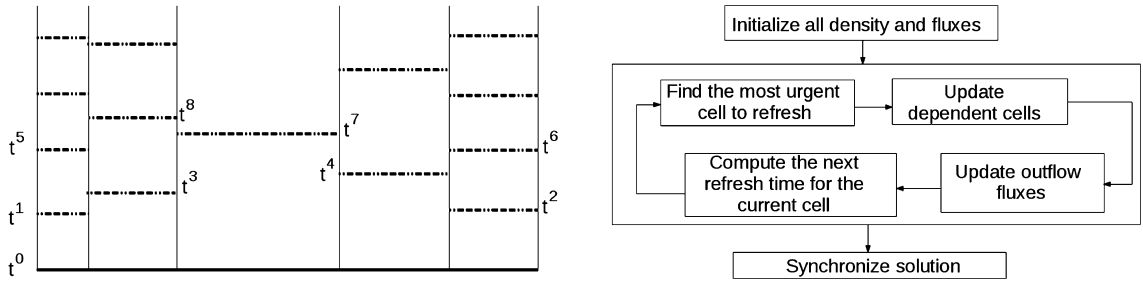 t^8
t^7
t^5
t^6
t^4
t^3
t^2
t^1
t^0
Initialize all density and fluxes
Find the most urgent
cell to refresh
Update
dependent cells
Update outflow
fluxes
Compute the next
refresh time for the
current cell
Synchronize solution